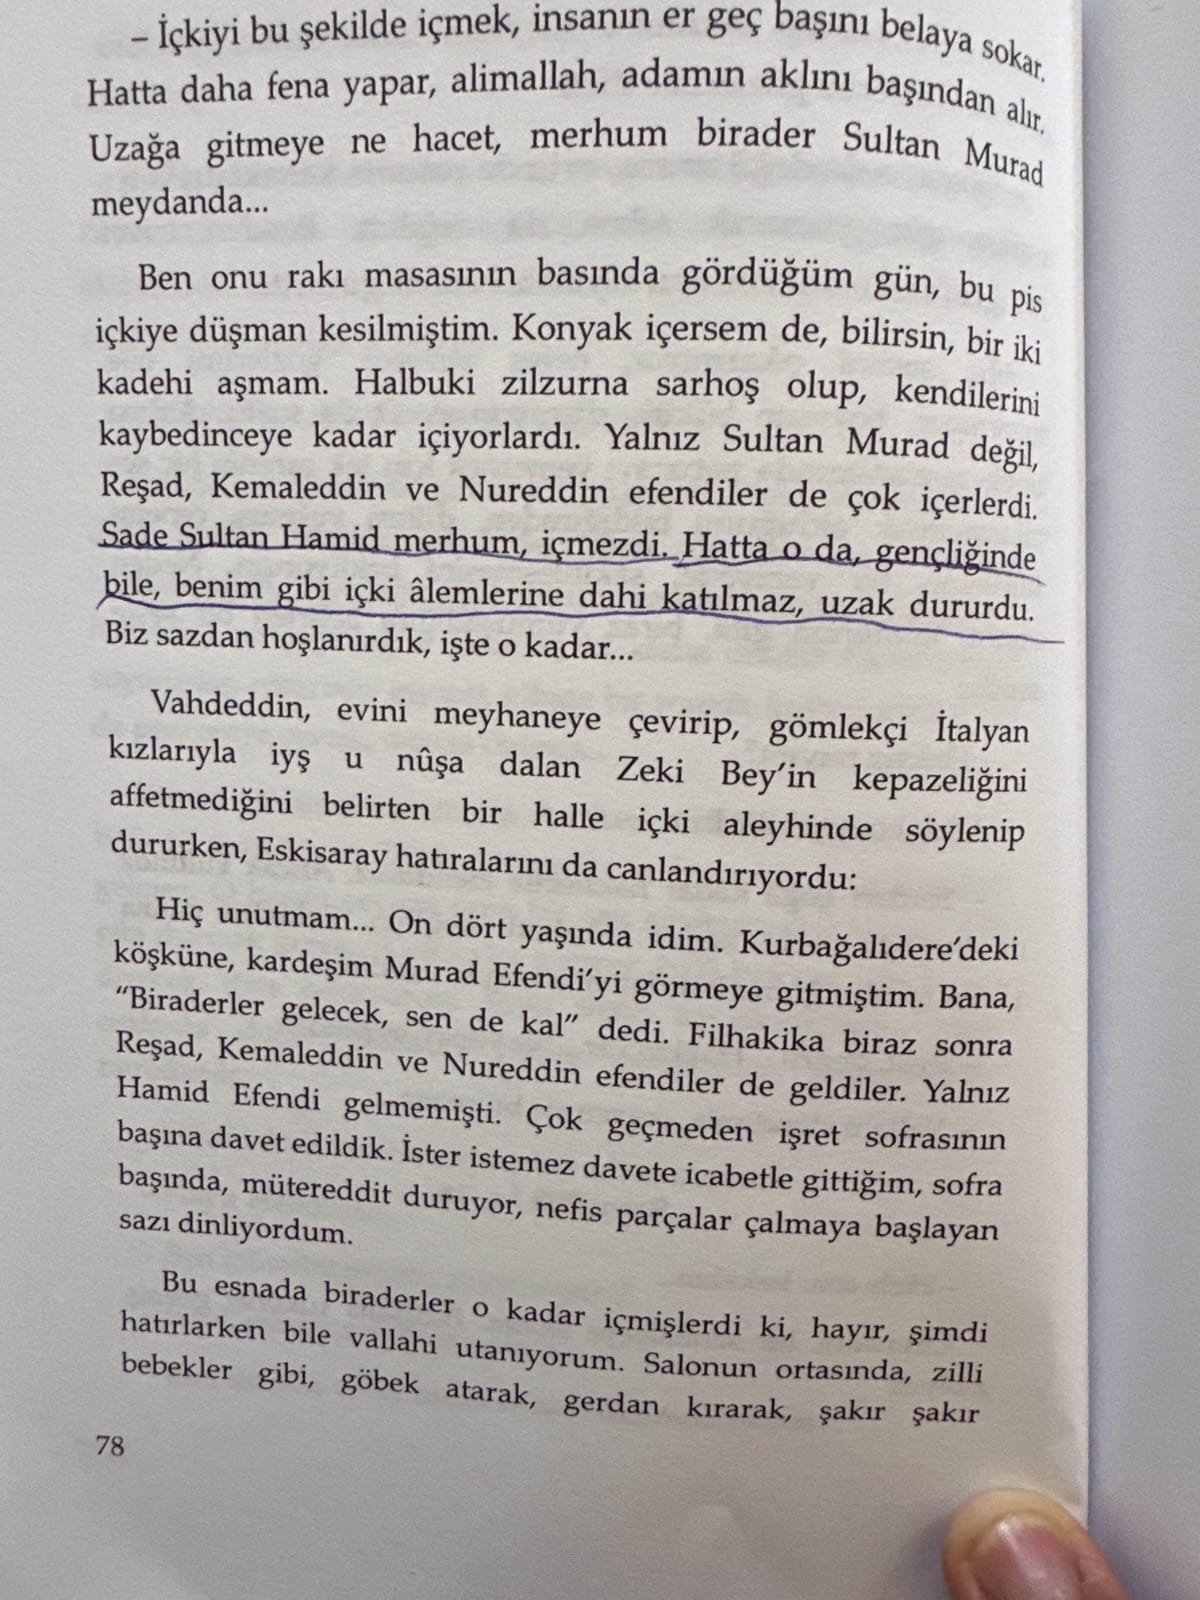 – İçkiyi bu şekilde içmek, insanın er geç başını belaya sokar.
Hatta daha fena yapar, alimallah, adamın aklını başından alır.
Uzağa gitmeye ne hacet, merhum birader Sultan Murad
meydanda...
Ben onu rakı masasının basında gördüğüm gün, bu pis
içkiye düşman kesilmiştim. Konyak içersem de, bilirsin, bir iki
kadehi aşmam. Halbuki zilzurna sarhoş olup, kendilerini
kaybedinceye kadar içiyorlardı. Yalnız Sultan Murad değil,
Reşad, Kemaleddin ve Nureddin efendiler de çok içerlerdi.
Sade Sultan Hamid merhum, içmezdi. Hatta o da, gençliğinde
bile, benim gibi içki âlemlerine dahi katılmaz, uzak dururdu.
Biz sazdan hoşlanırdık, işte o kadar...
Vahdeddin, evini meyhaneye çevirip, gömlekçi İtalyan
kızlarıyla iyş u nûşa dalan Zeki Bey’in kepazeliğini
affetmediğini belirten bir halle içki aleyhinde söylenip
dururken, Eskisaray hatıralarını da canlandırıyordu:
Hiç unutmam... On dört yaşında idim. Kurbağalıdere’deki
köşküne, kardeşim Murad Efendi’yi görmeye gitmiştim. Bana,
“Biraderler gelecek, sen de kal” dedi. Filhakika biraz sonra
Reşad, Kemaleddin ve Nureddin efendiler de geldiler. Yalnız
Hamid Efendi gelmemişti. Çok geçmeden işret sofrasının
başına davet edildik. İster istemez davete icabetle gittiğim, sofra
başında, mütereddit duruyor, nefis parçalar çalmaya başlayan
sazı dinliyordum.
Bu esnada biraderler o kadar içmişlerdi ki, hayır, şimdi
hatırlarken bile vallahi utanıyorum. Salonun ortasında, zilli
bebekler gibi, göbek atarak, gerdan kırarak, şakır şakır
78